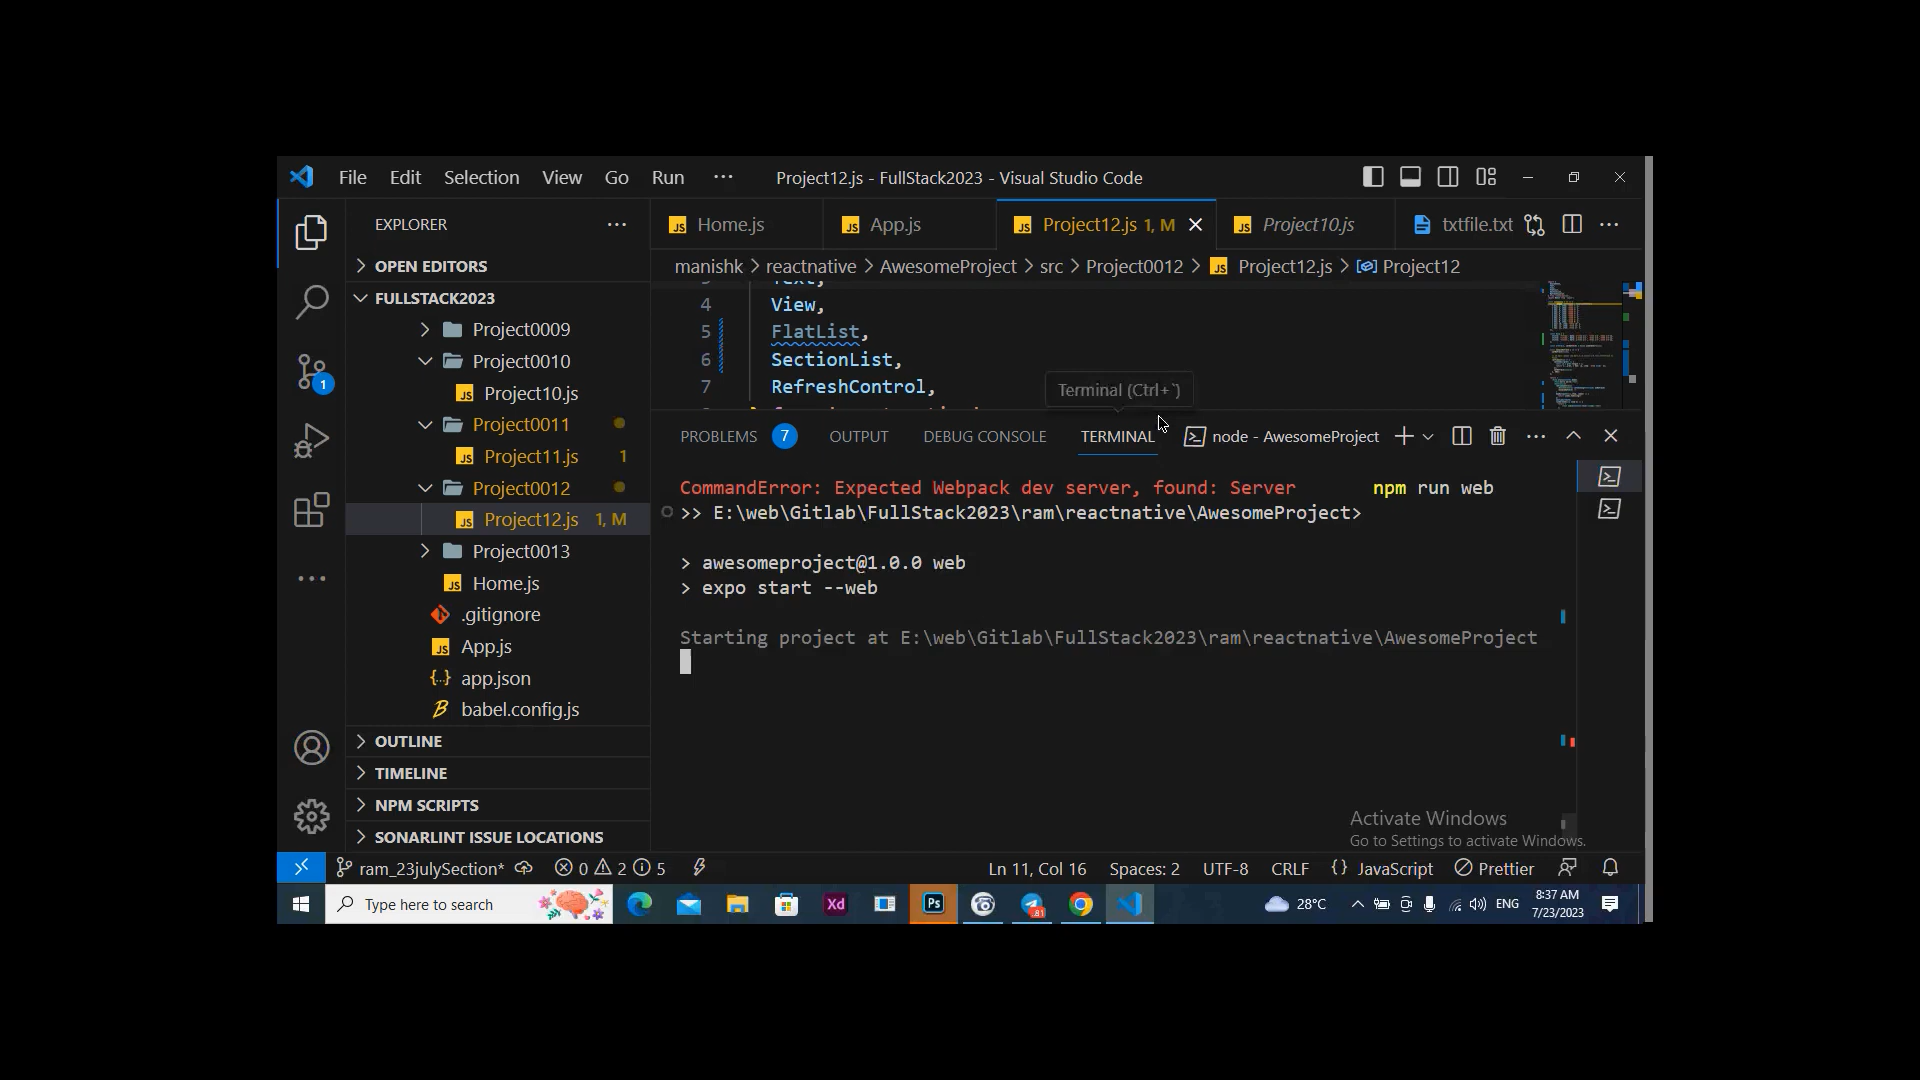 File Edit Selection View Go Run ··· Project12.js - FullStack2023 - Visual Studio Code
EXPLORER ···
Home.js App.js Project12.js 1, M Project10.js txtfile.txt ···
manishk > reactnative > AwesomeProject > src > Project0012 > Project12.js > Project12
OPEN EDITORS
FULLSTACK2023
Project0009
Project0010
Project10.js
Project0011
Project11.js 1
Project0012
Project12.js 1, M
Project0013
Home.js
.gitignore
App.js
app.json
babel.config.js
OUTLINE
TIMELINE
NPM SCRIPTS
SONARLINT ISSUE LOCATIONS
Text,
4 View,
5 FlatList,
6 SectionList,
7 RefreshControl,
Terminal (Ctrl+`)
PROBLEMS 7 OUTPUT DEBUG CONSOLE TERMINAL node - AwesomeProject
CommandError: Expected Webpack dev server, found: Server npm run web
>> E:\web\Gitlab\FullStack2023\ram\reactnative\AwesomeProject>
> awesomeproject@1.0.0 web
> expo start --web
Starting project at E:\web\Gitlab\FullStack2023\ram\reactnative\AwesomeProject
Activate Windows
Go to Settings to activate Windows.
1
ram_23julySection* 0 2 5 Ln 11, Col 16 Spaces: 2 UTF-8 CRLF {} JavaScript Prettier
Type here to search Xd Ps 81 28°C ENG 8:37 AM
7/23/2023